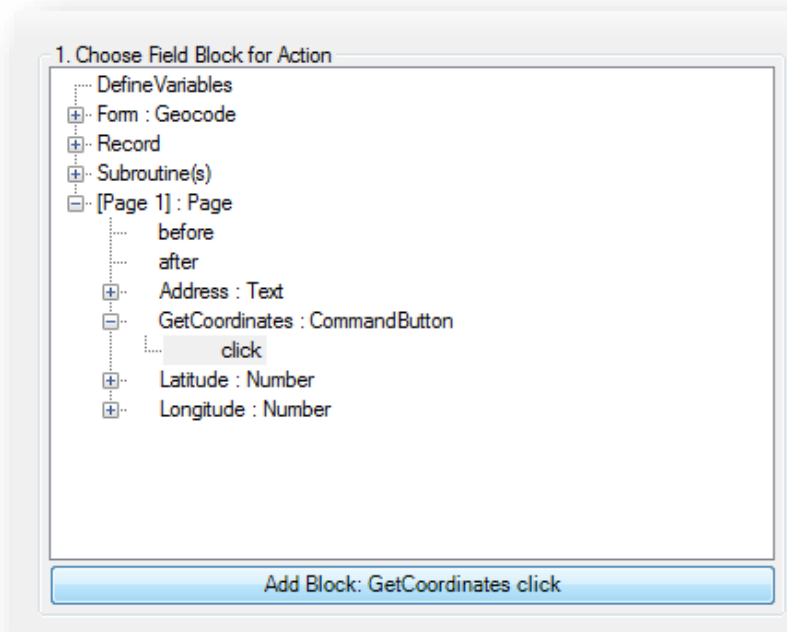 1. Choose Field Block for Action
DefineVariables
Form : Geocode
Record
Subroutine(s)
[Page 1] : Page
before
after
Address : Text
GetCoordinates : CommandButton
click
Latitude : Number
Longitude : Number
Add Block: GetCoordinates click